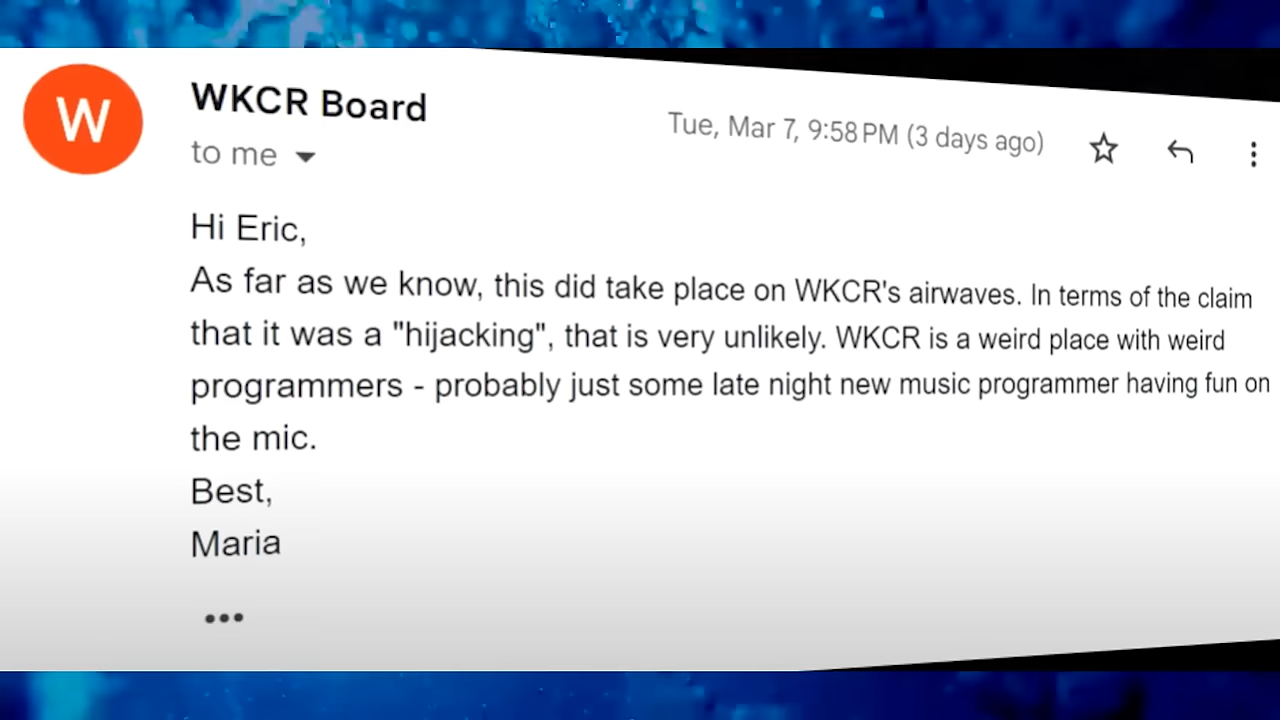 W
WKCR Board
to me
Tue, Mar 7, 9:58 PM (3 days ago)
Hi Eric,
As far as we know, this did take place on WKCR's airwaves. In terms of the claim
that it was a "hijacking", that is very unlikely. WKCR is a weird place with weird
programmers - probably just some late night new music programmer having fun on
the mic.
Best,
Maria